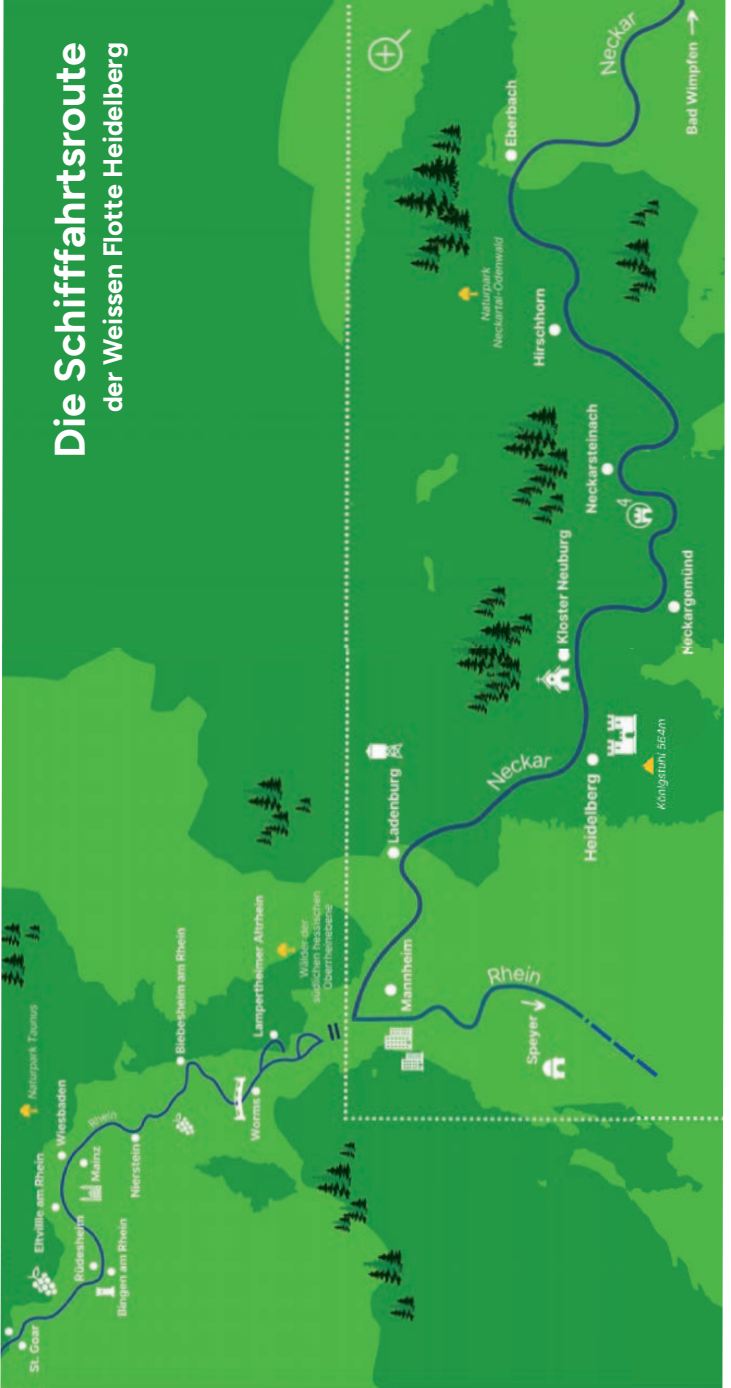 Die Schifffahrtsroute
der Weissen Flotte Heidelberg
St. Goar
Rüdesheim
Bingen am Rhein
Eltville am Rhein
Wiesbaden
Mainz
Naturpark Taunus
Rhein
Nierstein
Biebesheim am Rhein
Worms
Lampertheimer Altrhein
Wälder der
südlichen hessischen
Oberrheinebene
Mannheim
Rhein
Speyer
Ladenburg
Neckar
Heidelberg
Königstuhl 564m
Kloster Neuburg
Neckargemünd
4
Neckarsteinach
Hirschhorn
Naturpark
Neckartal-Odenwald
Eberbach
Neckar
Bad Wimpfen →